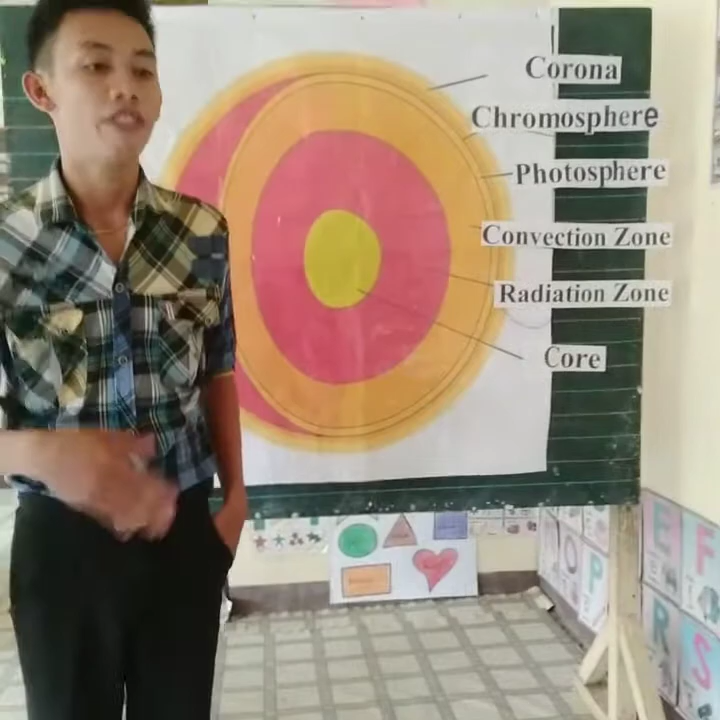 Corona
Chromosphere
Photosphere
Convection Zone
Radiation Zone
Core
E
F
O
P
R
S